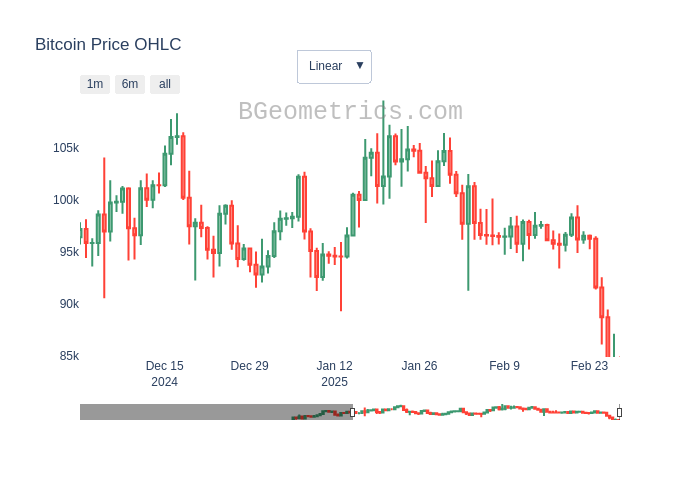 Bitcoin Price OHLC
Linear ▼
1m 6m all
BGeometrics.com
105k
100k
95k
90k
85k
Dec 15 Dec 29 Jan 12 Jan 26 Feb 9 Feb 23
2024 2025